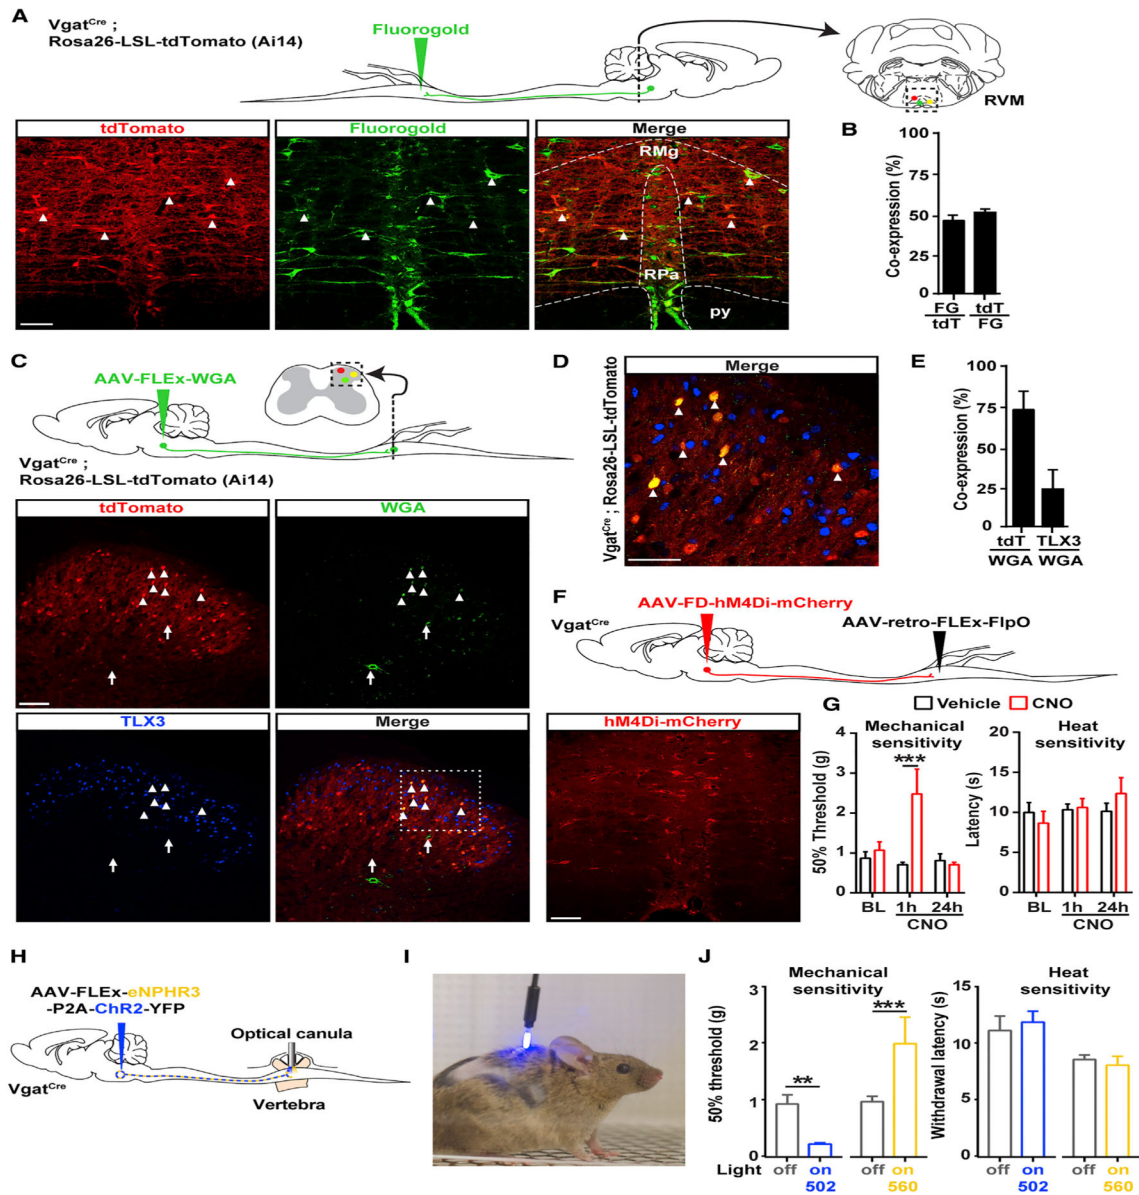 A
Vgat^Cre ;
Rosa26-LSL-tdTomato (Ai14)
Fluorogold
RVM
tdTomato
Fluorogold
Merge
RMg
RPa
py
B
Co-expression (%)
100
75
50
25
0
FG
tdT
tdT
FG
C
AAV-FLEx-WGA
Vgat^Cre ;
Rosa26-LSL-tdTomato (Ai14)
tdTomato
WGA
TLX3
Merge
D
Merge
Vgat^Cre ; Rosa26-LSL-tdTomato
E
Co-expression (%)
100
75
50
25
0
tdT
WGA
TLX3
WGA
F
AAV-FD-hM4Di-mCherry
Vgat^Cre
AAV-retro-FLEx-FlpO
hM4Di-mCherry
G
Vehicle CNO
Mechanical
sensitivity
50% Threshold (g)
4
3
2
1
0
***
BL 1h 24h
CNO
Heat
sensitivity
Latency (s)
20
15
10
5
0
BL 1h 24h
CNO
H
AAV-FLEx-eNPHR3
-P2A-ChR2-YFP
Optical canula
Vgat^Cre
Vertebra
I
J
Mechanical
sensitivity
50% threshold (g)
3
2
1
0
**
***
Light off on off on
502 560
Heat
sensitivity
Withdrawal latency (s)
15
10
5
0
off on off on
502 560